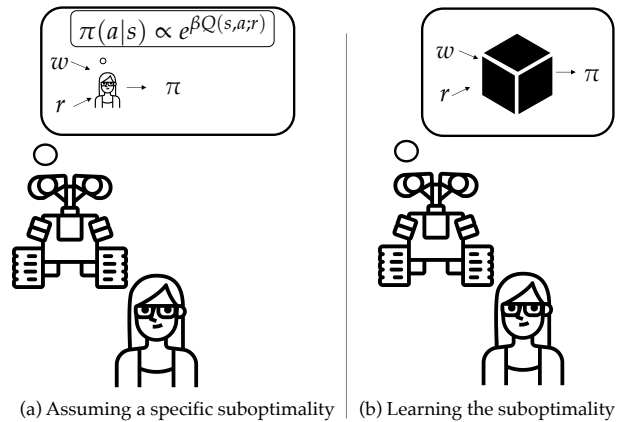 π(a|s) ∝ e^{βQ(s,a;r)}
w
r
π
w
r
π
(a) Assuming a specific suboptimality
(b) Learning the suboptimality